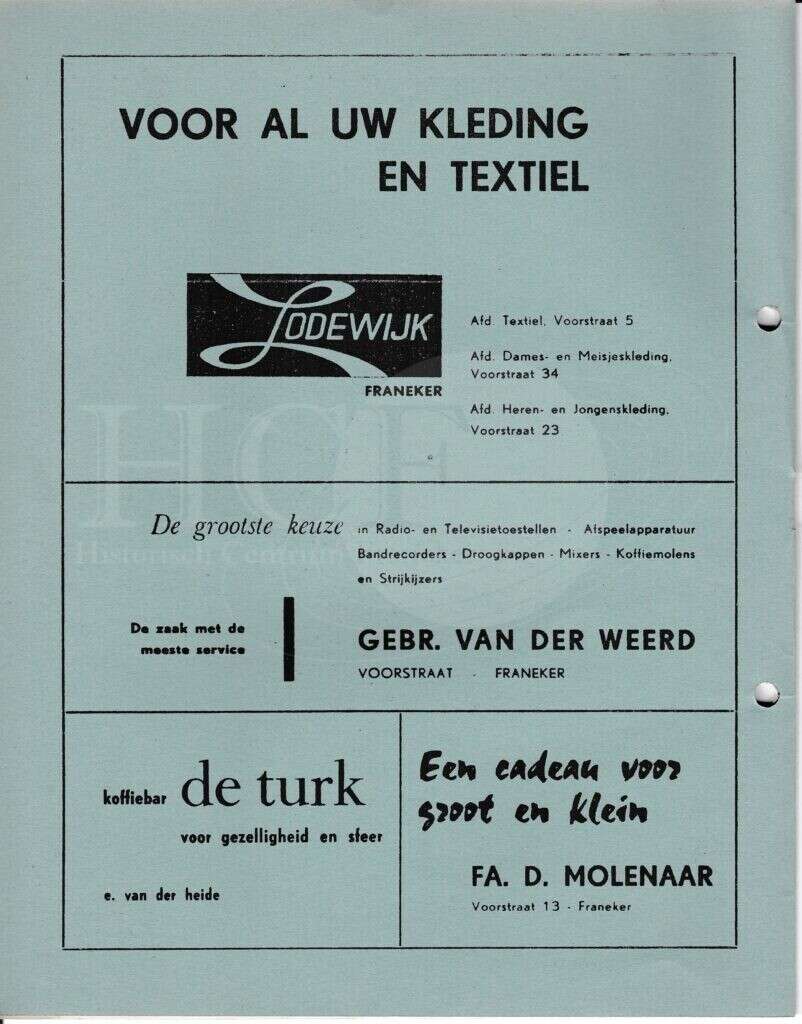 VOOR AL UW KLEDING
EN TEXTIEL
LODEWIJK
FRANEKER
Afd. Textiel, Voorstraat 5
Afd. Dames- en Meisjeskleding,
Voorstraat 34
Afd. Heren- en Jongenskleding,
Voorstraat 23
HCF
Historisch Centrum
De grootste keuze in Radio- en Televisietoestellen - Afspeelapparatuur
Bandrecorders - Droogkappen - Mixers - Koffiemolens
en Strijkijzers
De zaak met de
meeste service
GEBR. VAN DER WEERD
VOORSTRAAT - FRANEKER
koffiebar de turk
voor gezelligheid en sfeer
e. van der heide
Een cadeau voor
groot en klein
FA. D. MOLENAAR
Voorstraat 13 - Franeker